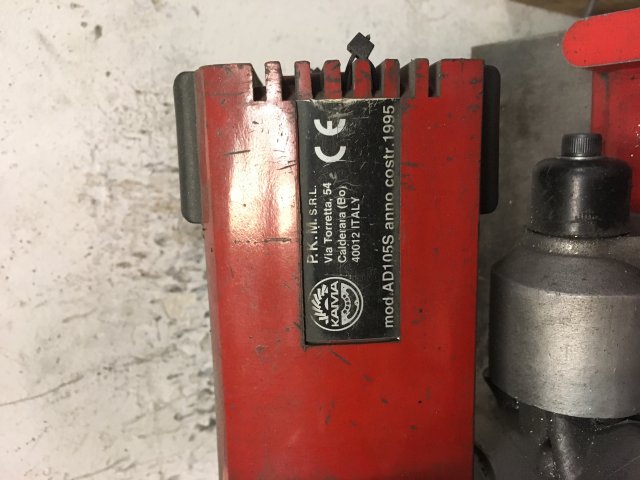 P.K.M. S.R.L.
Via Torretta, 54
Calderara (Bo)
40012 ITALY
CE
KAMA
mod.AD105S anno costr.1995